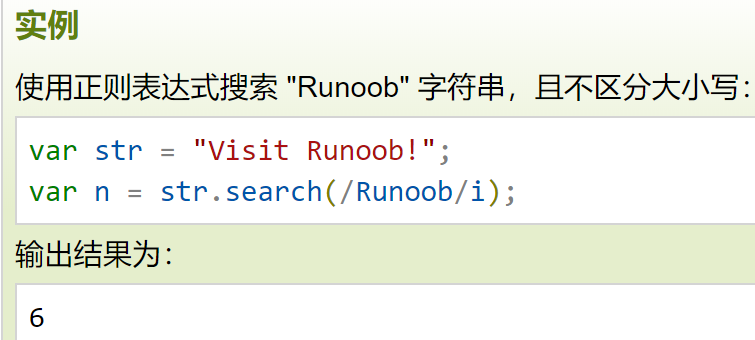 实例
使用正则表达式搜索 "Runoob" 字符串，且不区分大小写：
var str = "Visit Runoob!";
var n = str.search(/Runoob/i);
输出结果为：
6